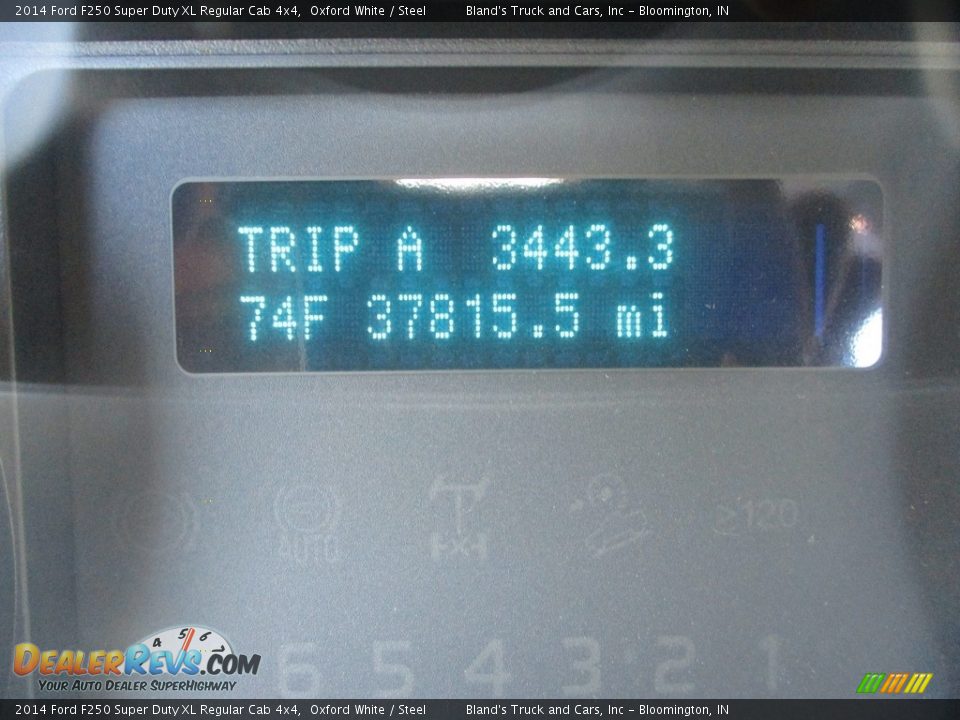 2014 Ford F250 Super Duty XL Regular Cab 4x4, Oxford White / Steel Bland's Truck and Cars, Inc - Bloomington, IN
TRIP A 3443.3
74F 37815.5 mi
AUTO
≥120
6 5 4 3 2 1
4 5 6
DEALERREVS.COM
YOUR AUTO DEALER SUPERHIGHWAY
2014 Ford F250 Super Duty XL Regular Cab 4x4, Oxford White / Steel Bland's Truck and Cars, Inc - Bloomington, IN